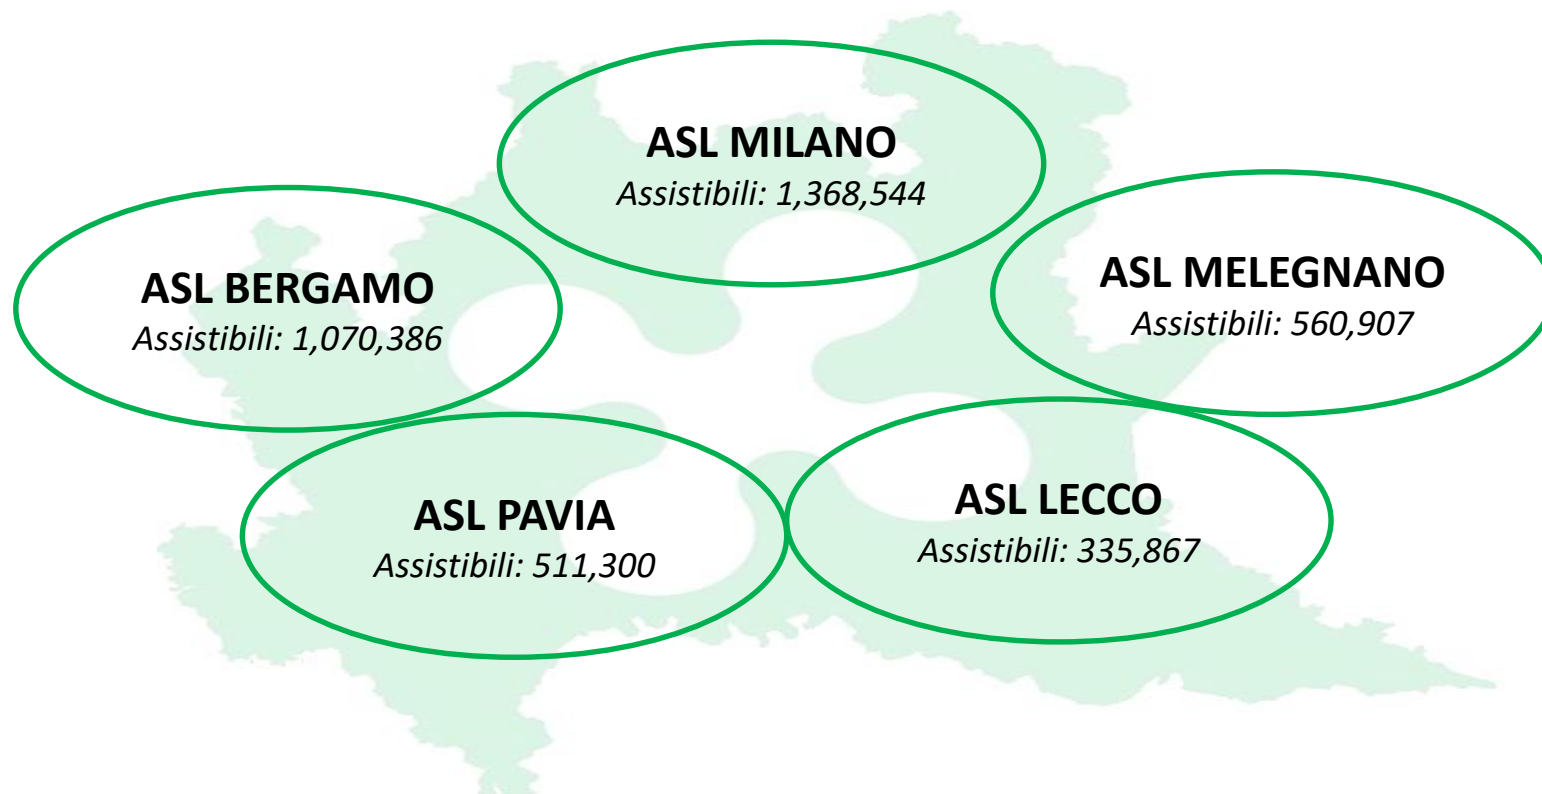 ASL MILANO
Assistibili: 1,368,544
ASL BERGAMO
Assistibili: 1,070,386
ASL MELEGNANO
Assistibili: 560,907
ASL PAVIA
Assistibili: 511,300
ASL LECCO
Assistibili: 335,867